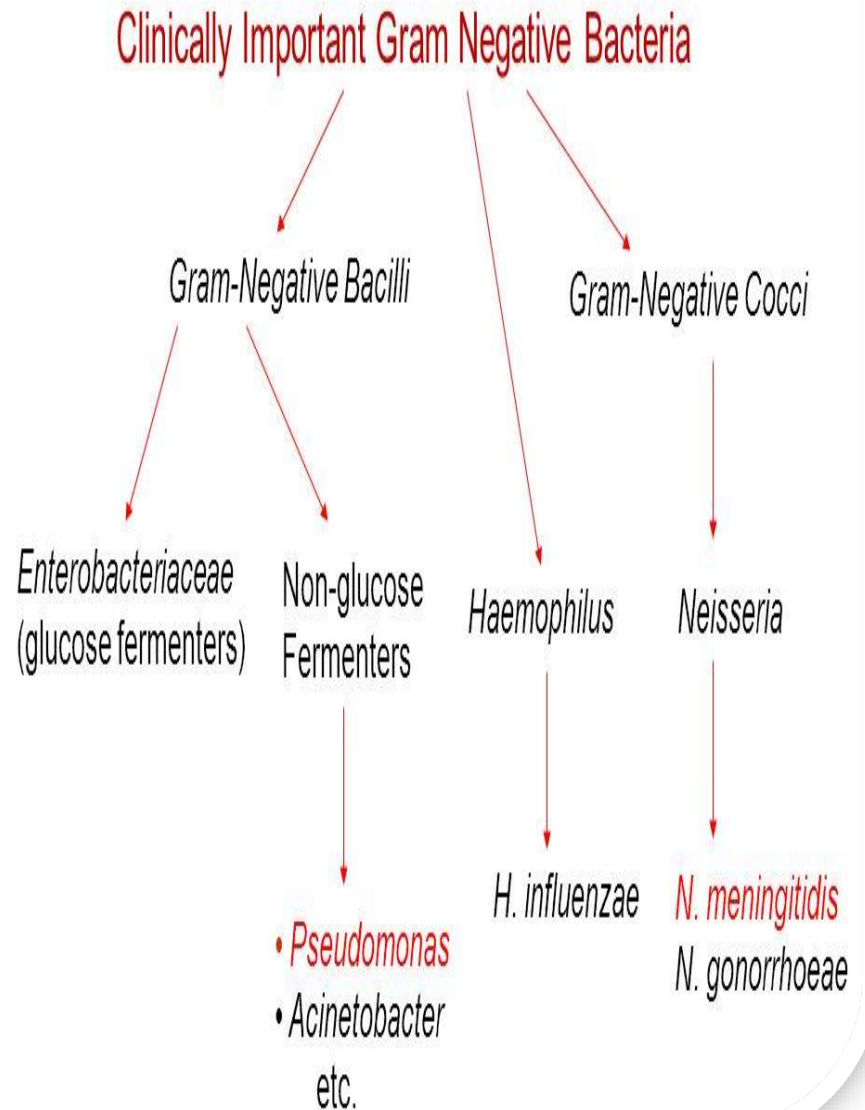 Clinically Important Gram Negative Bacteria
Gram-Negative Bacilli
Gram-Negative Cocci
Enterobacteriaceae
(glucose fermenters)
Non-glucose
Fermenters
Haemophilus
Neisseria
H. influenzae
N. meningitidis
N. gonorrhoeae
• Pseudomonas
• Acinetobacter
etc.